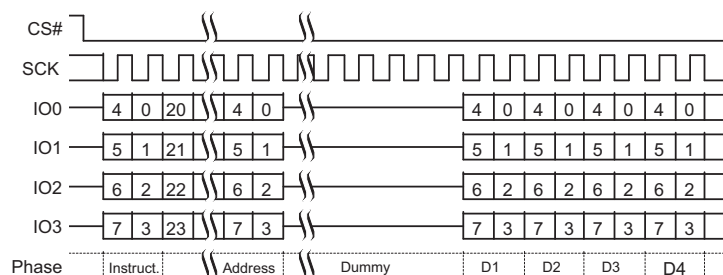 CS#
SCK
IO0 4 0 20 4 0 4 0 4 0 4 0 4 0
IO1 5 1 21 5 1 5 1 5 1 5 1 5 1
IO2 6 2 22 6 2 6 2 6 2 6 2 6 2
IO3 7 3 23 7 3 7 3 7 3 7 3 7 3
Phase Instruct. Address Dummy D1 D2 D3 D4